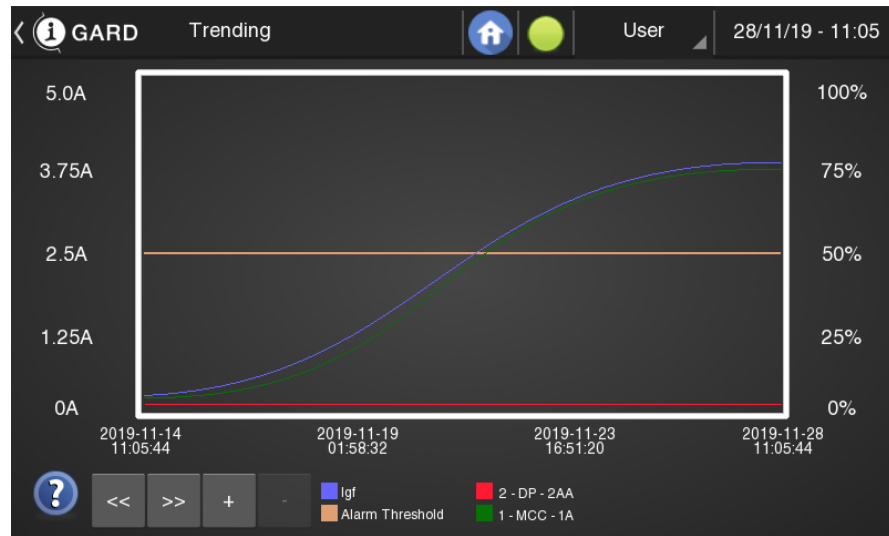 i GARD Trending User 28/11/19 - 11:05
5.0A 100%
3.75A 75%
2.5A 50%
1.25A 25%
0A 0%
2019-11-14 2019-11-19 2019-11-23 2019-11-28
11:05:44 01:58:32 16:51:20 11:05:44
? << >> + -
Igf 2 - DP - 2AA
Alarm Threshold 1 - MCC - 1A